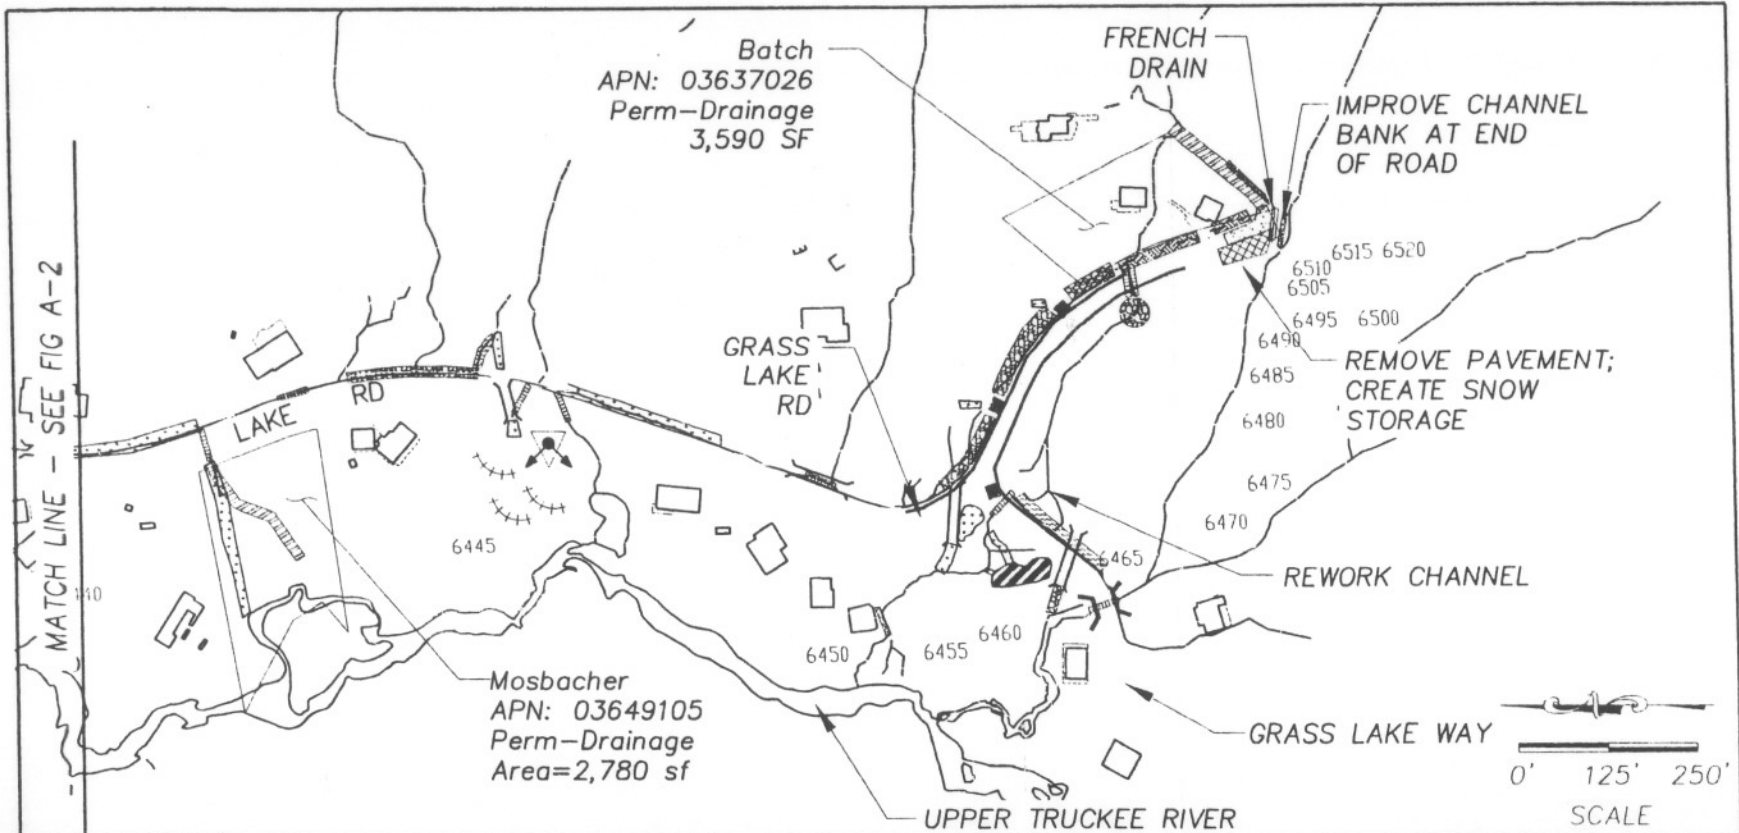 Batch
APN: 03637026
Perm-Drainage
3,590 SF
FRENCH
DRAIN
IMPROVE CHANNEL
BANK AT END
OF ROAD
6510 6515 6520
6505
6495 6500
6490
6485
6480
6475
6470
6465
REMOVE PAVEMENT;
CREATE SNOW
STORAGE
GRASS
LAKE
RD
LAKE RD
MATCH LINE - SEE FIG A-2
6445
6450
6455
6460
REWORK CHANNEL
Mosbacher
APN: 03649105
Perm-Drainage
Area=2,780 sf
GRASS LAKE WAY
UPPER TRUCKEE RIVER
0' 125' 250'
SCALE